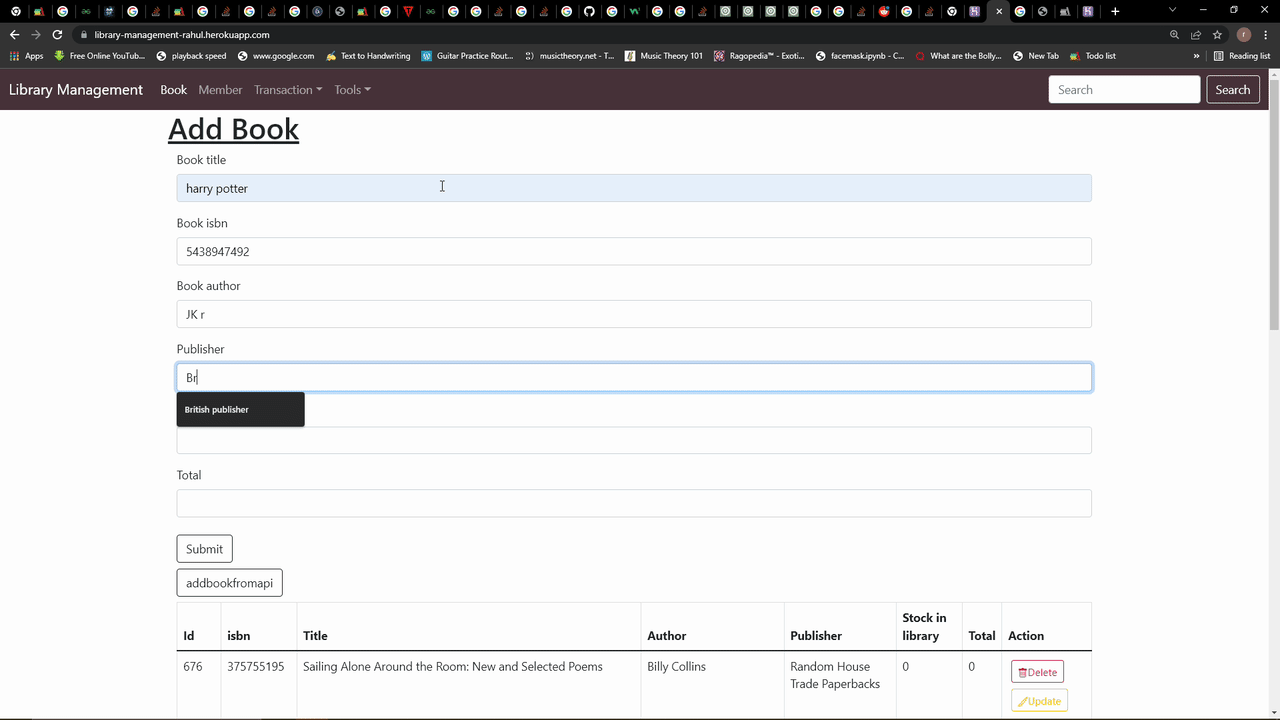 library-management-rahul.herokuapp.com
r
Apps Free Online YouTub... playback speed www.google.com Text to Handwriting Guitar Practice Rout... musictheory.net - T... Music Theory 101 Ragopedia™ - Exoti... facemask.ipynb - C... What are the Bolly... New Tab Todo list » Reading list
Library Management Book Member Transaction Tools Search Search
Add Book
Book title
harry potter
Book isbn
5438947492
Book author
JK r
Publisher
Br
British publisher
Total
Submit
addbookfromapi
Id isbn Title Author Publisher Stock in library Total Action
676 375755195 Sailing Alone Around the Room: New and Selected Poems Billy Collins Random House Trade Paperbacks 0 0 Delete
Update